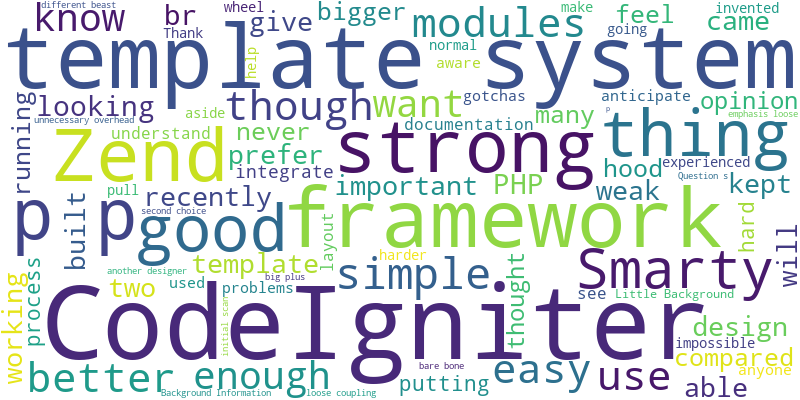 different beast
know
Thank
br
wheel
give
bigger
modules
make
feel
going
invented
came
template system
help
normal
aware
looking
though
want
gotchas
anticipate
opinion
emphasis loose
running
unnecessary overhead
aside
understand
never
documentation
many
thing
Zend
prefer
integrate
strong
hood
experienced
Question s
p p
built
recently
second choice
good
important
PHP
weak
kept
framework
hard
will
process
another designer
template
layout
simple
harder
thought
Smarty
two
used
big plus
problems
see
Little Background
working
CodeIgniter
initial scan
design
impossible
compared
better
enough
bare bone
easy
use
anyone
able
pull
putting
Background Information
loose coupling
p